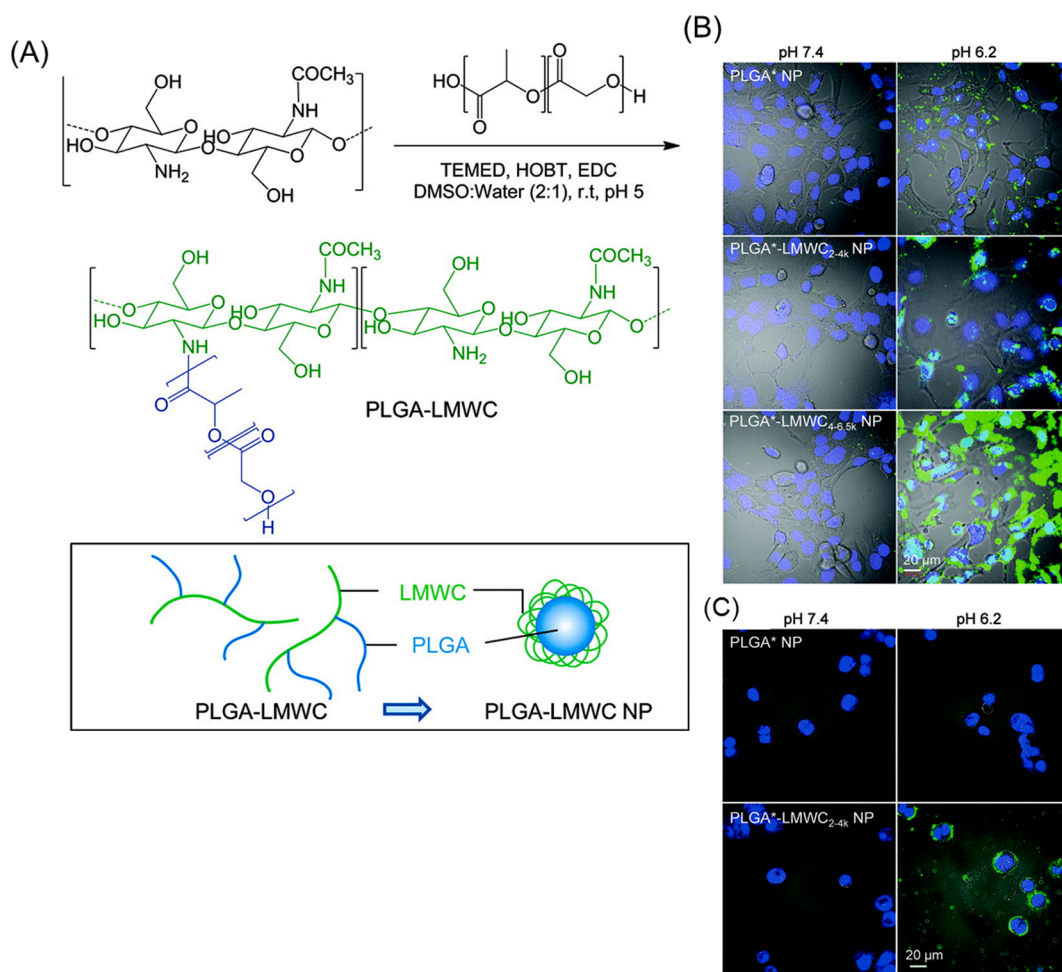 (A)
COCH3
OH
NH
O
O
HO
O
HO
O
O
NH2
OH
HO
O
O
O
O
H
TEMED, HOBT, EDC
DMSO:Water (2:1), r.t, pH 5
COCH3
COCH3
OH
NH
OH
NH
O
O
HO
O
O
O
HO
O
HO
O
HO
O
O
NH
OH
NH2
OH
O
O
O
O
H
PLGA-LMWC
LMWC
PLGA
PLGA-LMWC
PLGA-LMWC NP
(B)
pH 7.4
pH 6.2
PLGA* NP
PLGA*-LMWC2-4k NP
PLGA*-LMWC4-6.5k NP
20 µm
(C)
pH 7.4
pH 6.2
PLGA* NP
PLGA*-LMWC2-4k NP
20 µm